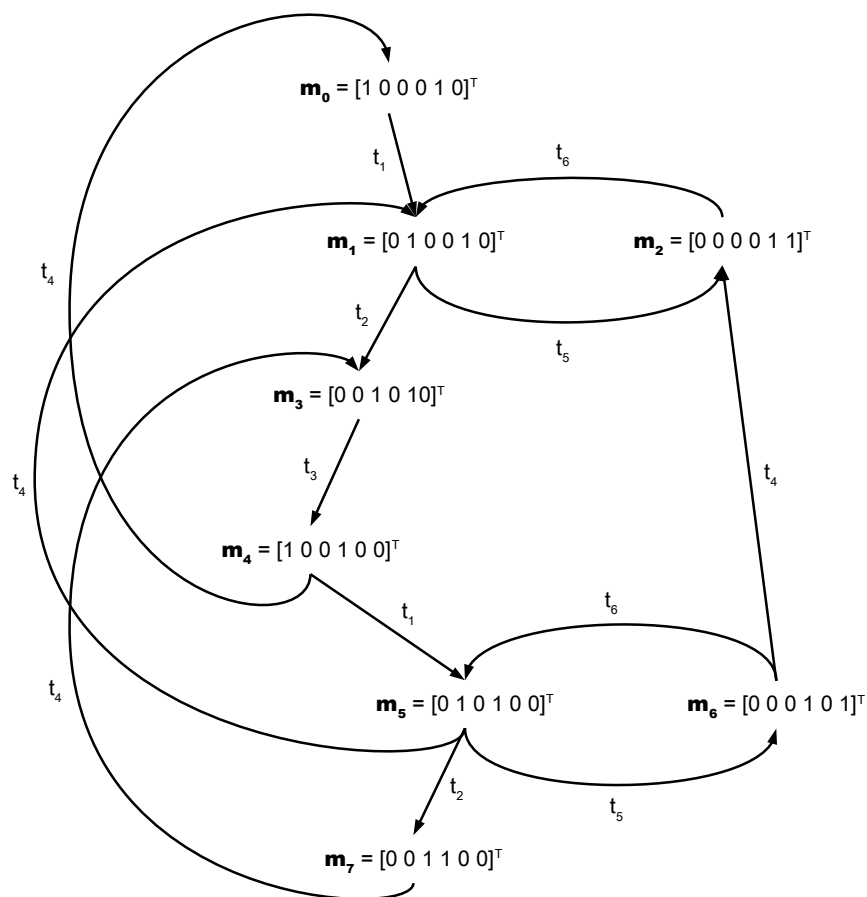 m₀ = [1 0 0 0 1 0]ᵀ
t₁
t₆
m₁ = [0 1 0 0 1 0]ᵀ
m₂ = [0 0 0 0 1 1]ᵀ
t₄
t₂
t₅
m₃ = [0 0 1 0 10]ᵀ
t₃
t₄
t₄
m₄ = [1 0 0 1 0 0]ᵀ
t₁
t₆
t₄
m₅ = [0 1 0 1 0 0]ᵀ
m₆ = [0 0 0 1 0 1]ᵀ
t₂
t₅
m₇ = [0 0 1 1 0 0]ᵀ